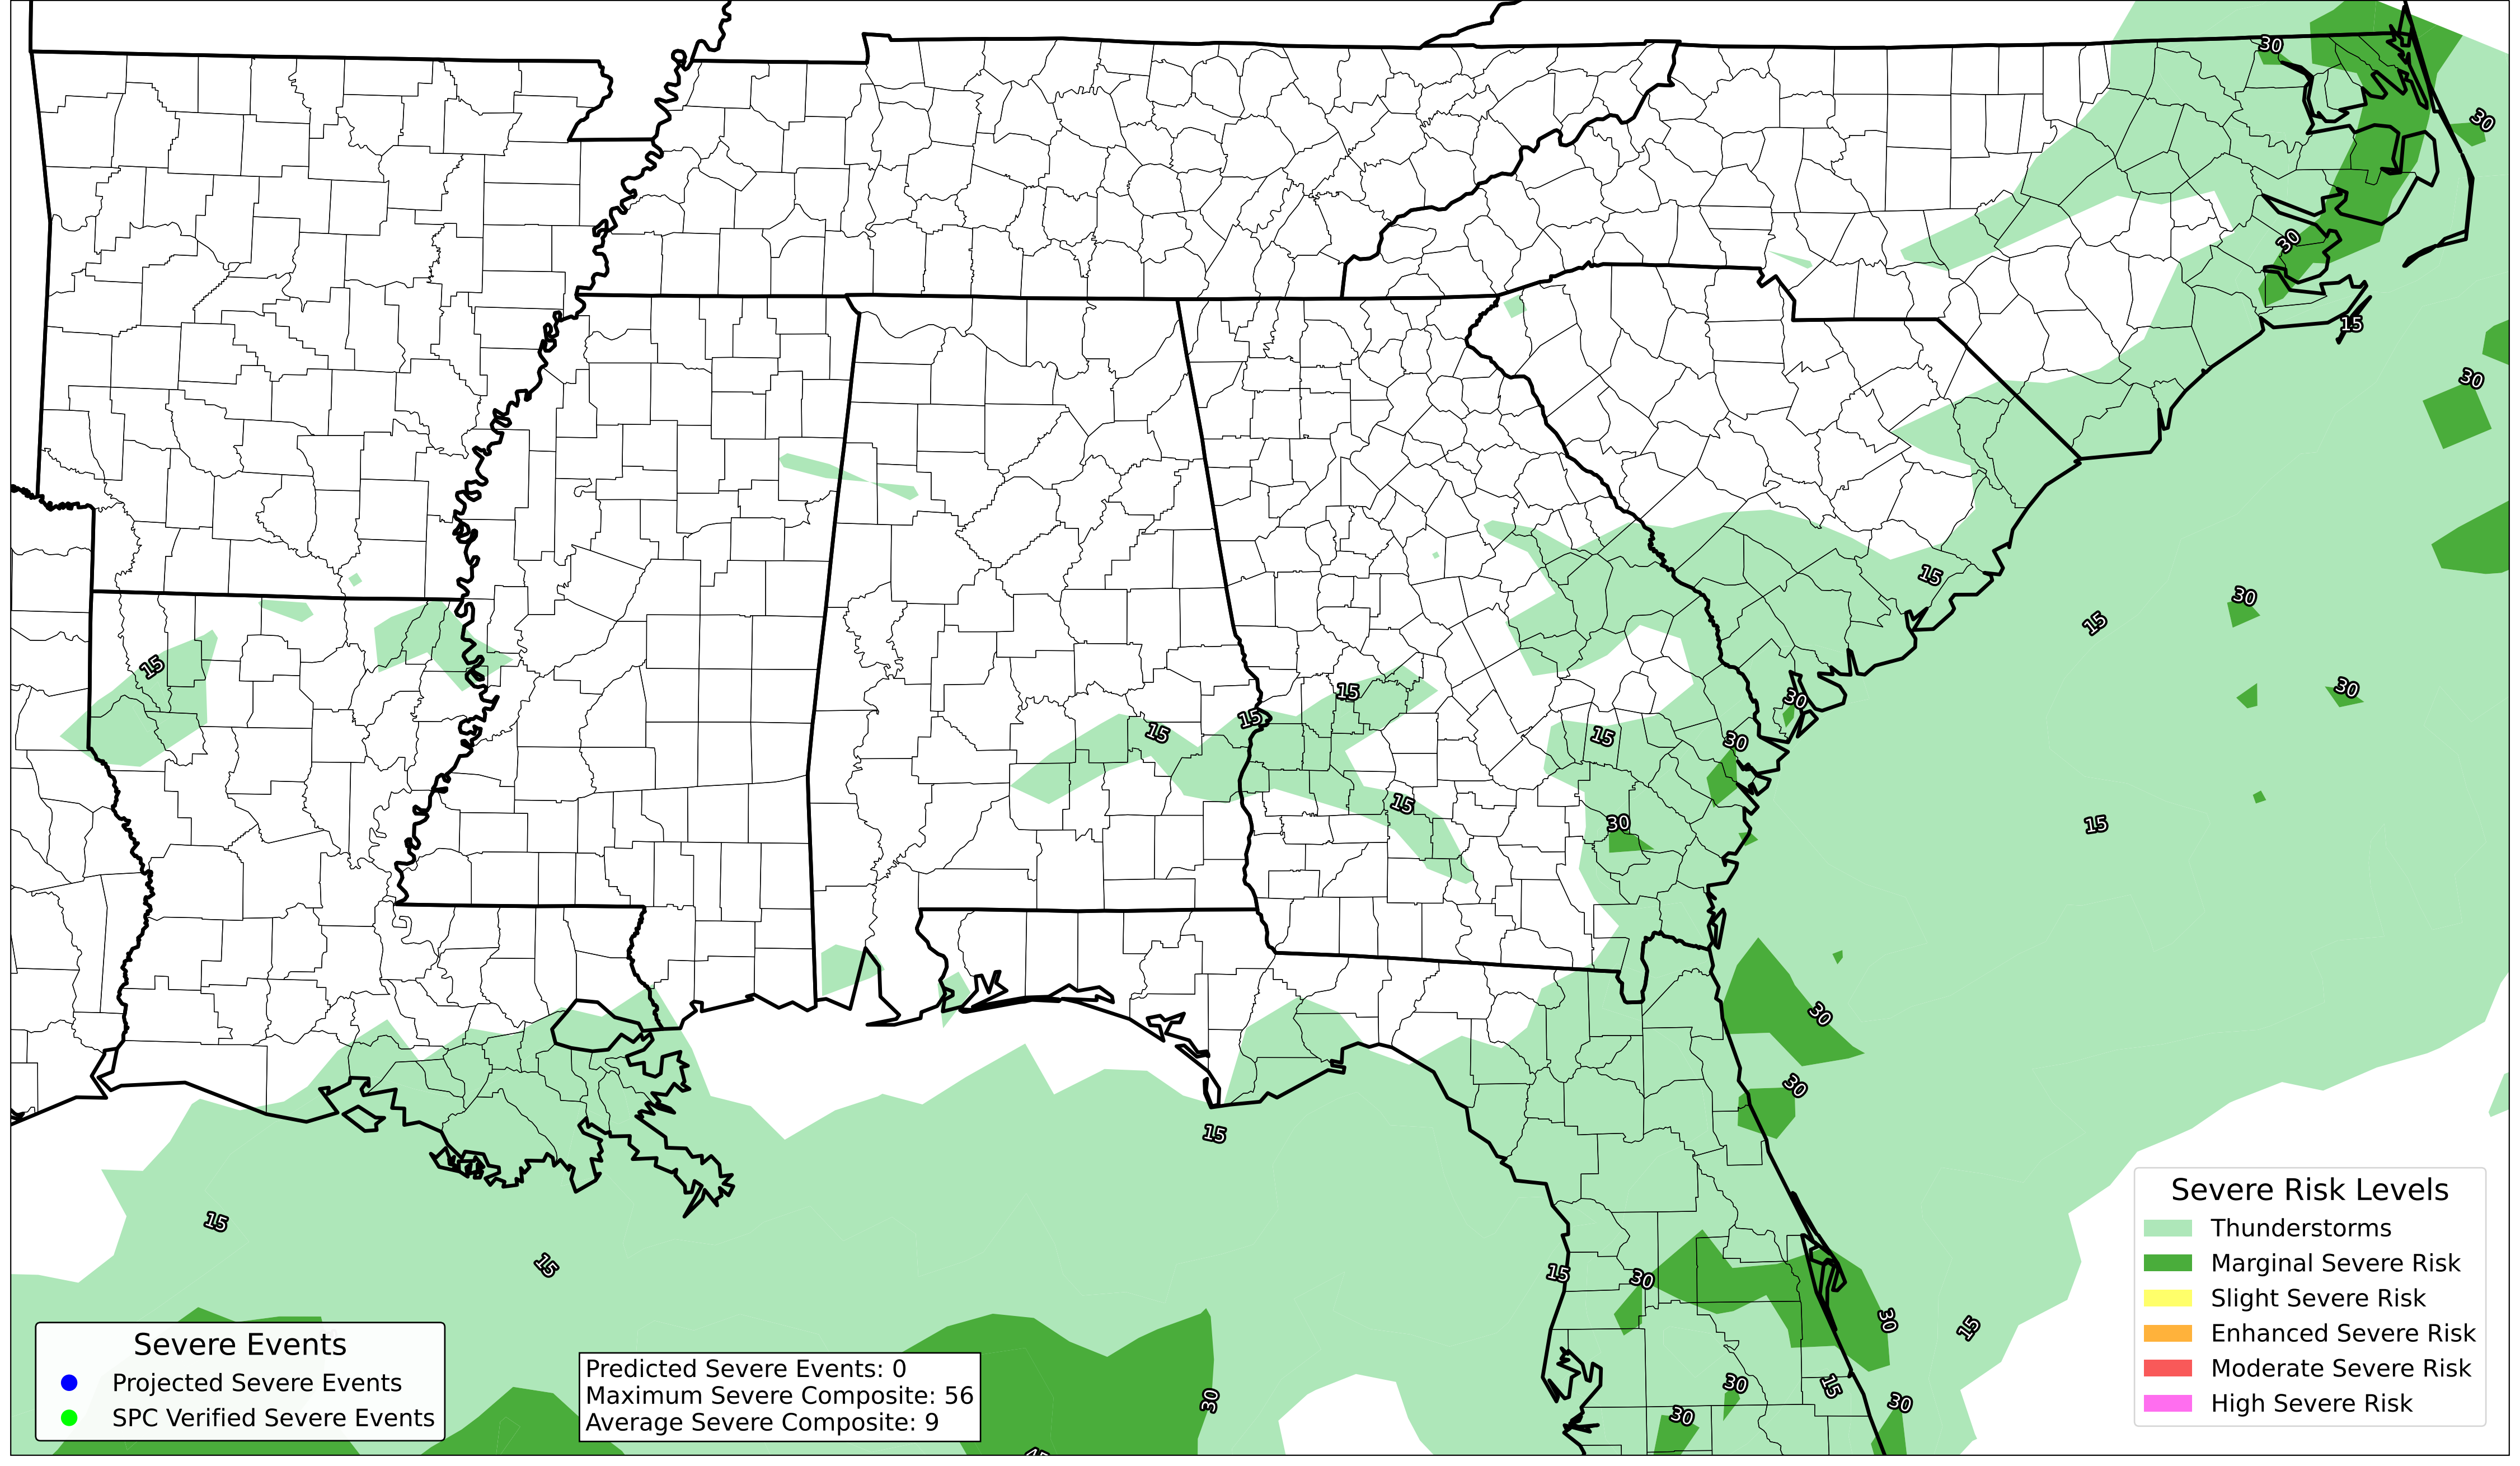 30
30
30
15
30
15
30
15
30
15
15
30
30
15
15
15
30
15
15
30
15
30
30
15
15
15
15
30
30
15
30
15
30
30
30
Severe Risk Levels
Thunderstorms
Marginal Severe Risk
Slight Severe Risk
Enhanced Severe Risk
Moderate Severe Risk
High Severe Risk
Severe Events
Projected Severe Events
SPC Verified Severe Events
Predicted Severe Events: 0
Maximum Severe Composite: 56
Average Severe Composite: 9